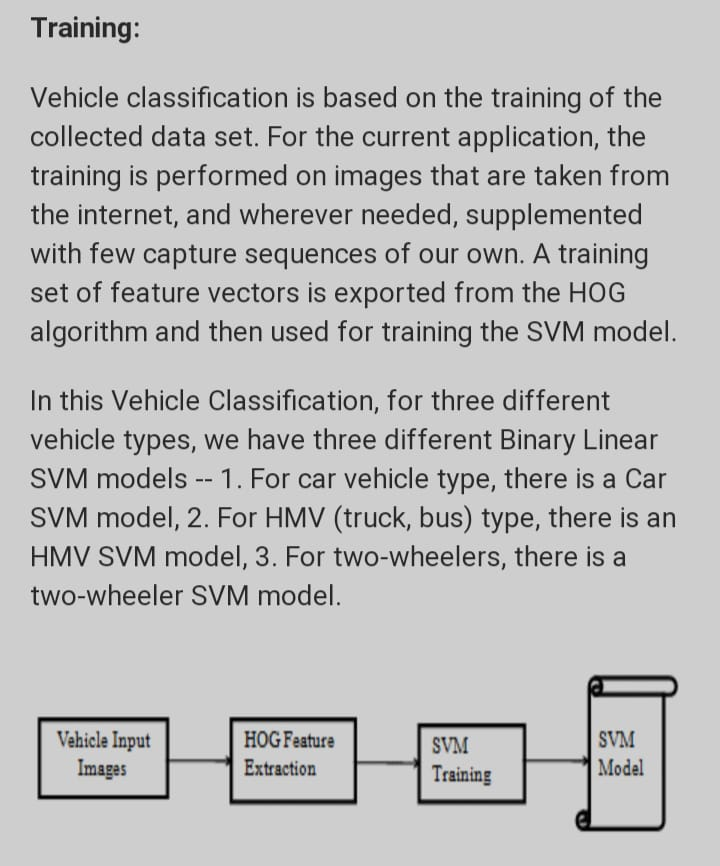 Training:
Vehicle classification is based on the training of the
collected data set. For the current application, the
training is performed on images that are taken from
the internet, and wherever needed, supplemented
with few capture sequences of our own. A training
set of feature vectors is exported from the HOG
algorithm and then used for training the SVM model.
In this Vehicle Classification, for three different
vehicle types, we have three different Binary Linear
SVM models -- 1. For car vehicle type, there is a Car
SVM model, 2. For HMV (truck, bus) type, there is an
HMV SVM model, 3. For two-wheelers, there is a
two-wheeler SVM model.
Vehicle Input
Images
HOG Feature
Extraction
SVM
Training
SVM
Model